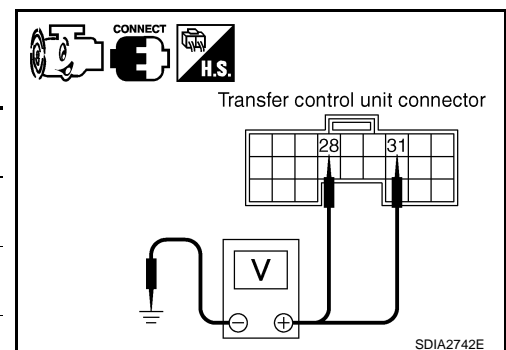 CONNECT
H.S.
Transfer control unit connector
28 31
V
SDIA2742E